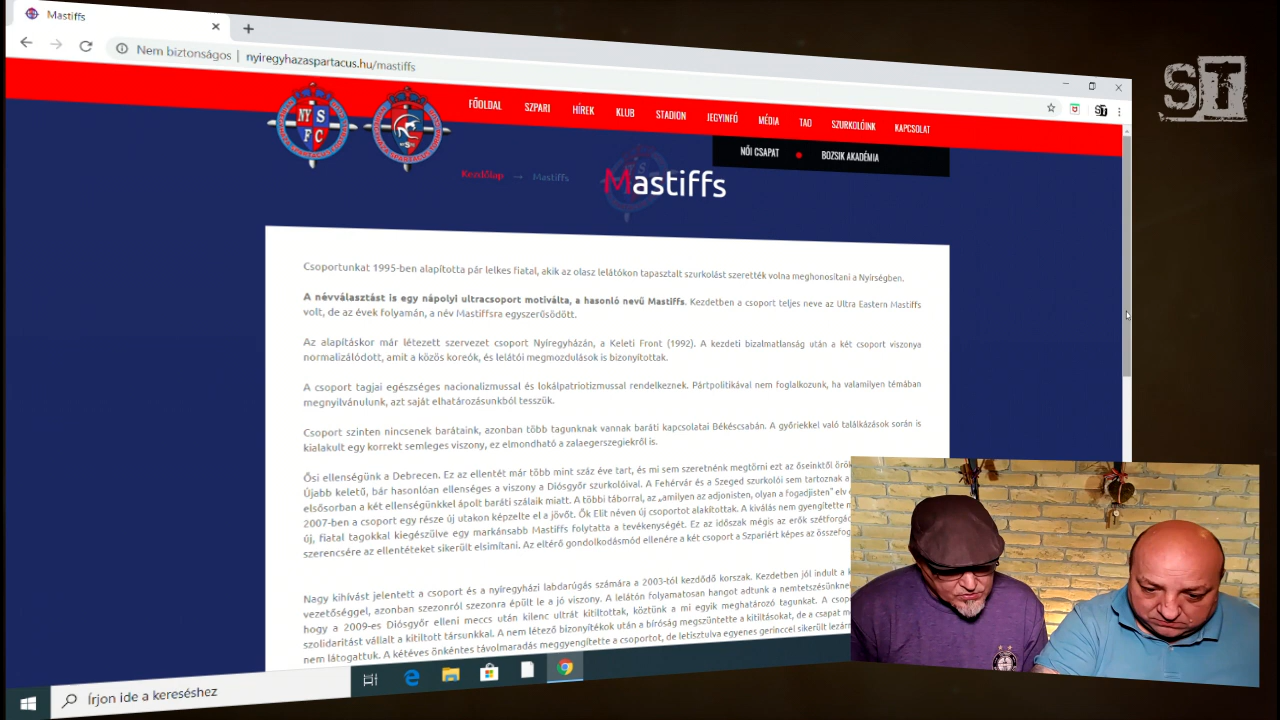 Mastiffs
Nem biztonságos | nyiregyhazaspartacus.hu/mastiffs
ST
ST
NY S
F C
FŐOLDAL SZPARI HÍREK KLUB STADION JEGYINFÓ MÉDIA TAO SZURKOLÓINK KAPCSOLAT
NŐI CSAPAT BOZSIK AKADÉMIA
Kezdőlap → Mastiffs
Mastiffs
Csoportunkat 1995-ben alapította pár lelkes fiatal, akik az olasz lelátókon tapasztalt szurkolást szerették volna meghonosítani a Nyírségben.
A névválasztást is egy nápolyi ultracsoport motiválta, a hasonló nevű Mastiffs. Kezdetben a csoport teljes neve az Ultra Eastern Mastiffs
volt, de az évek folyamán, a név Mastiffsra egyszerűsödött.
Az alapításkor már létezett szervezet csoport Nyíregyházán, a Keleti Front (1992). A kezdeti bizalmatlanság után a két csoport viszonya
normalizálódott, amit a közös koreók, és lelátói megmozdulások is bizonyítottak.
A csoport tagjai egészséges nacionalizmussal és lokálpatriotizmussal rendelkeznek. Pártpolitikával nem foglalkozunk, ha valamilyen témában
megnyilvánulunk, azt saját elhatározásunkból tesszük.
Csoport szinten nincsenek barátaink, azonban több tagunknak vannak baráti kapcsolatai Békéscsabán. A győriekkel való találkozások során is
kialakult egy korrekt semleges viszony, ez elmondható a zalaegerszegiekről is.
Ősi ellenségünk a Debrecen. Ez az ellentét már több mint száz éve tart, és mi sem szeretnénk megtörni ezt az őseinktől örök
Újabb keletű, bár hasonlóan ellenséges a viszony a Diósgyőr szurkolóival. A Fehérvár és a Szeged szurkolói sem tartoznak a
elsősorban a két ellenségünkkel ápolt baráti szálaik miatt. A többi táborral, az „amilyen az adjonisten, olyan a fogadjisten” elv
2007-ben a csoport egy része új utakon képzelte el a jövőt. Ők Elit néven új csoportot alakítottak. A kiválás nem gyengítette
új, fiatal tagokkal kiegészülve egy markánsabb Mastiffs folytatta a tevékenységét. Ez az időszak mégis az erők szétforgác
szerencsére az ellentéteket sikerült elsimítani. Az eltérő gondolkodásmód ellenére a két csoport a Szpariért képes az összefog
Nagy kihívást jelentett a csoport és a nyíregyházi labdarúgás számára a 2003-tól kezdődő korszak. Kezdetben jól indult a k
vezetőséggel, azonban szezonról szezonra épült le a jó viszony. A lelátón folyamatosan hangot adtunk a nemtetszésünknek
hogy a 2009-es Diósgyőr elleni meccs után kilenc ultrát kitiltottak, köztünk a mi egyik meghatározó tagunkat. A csopo
szolidaritást vállalt a kitiltott társunkkal. A nem létező bizonyítékok után a bíróság megszüntette a kitiltásokat, de a csapat m
nem látogattuk. A kétéves önkéntes távolmaradás meggyengítette a csoportot, de letisztulva egyenes gerinccel sikerült lezárn
Írjon ide a kereséshez